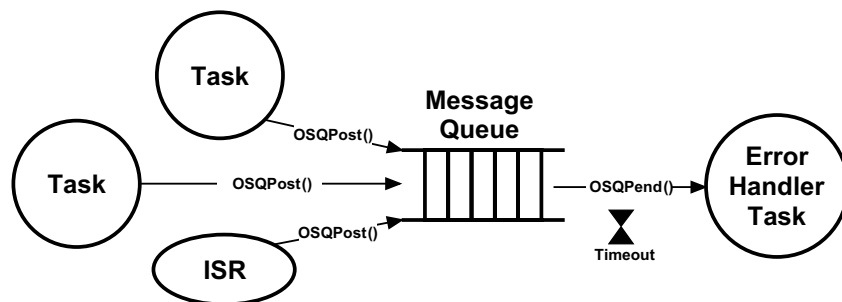 Task
OSQPost()
Task
OSQPost()
ISR
OSQPost()
Message
Queue
OSQPend()
Timeout
Error
Handler
Task